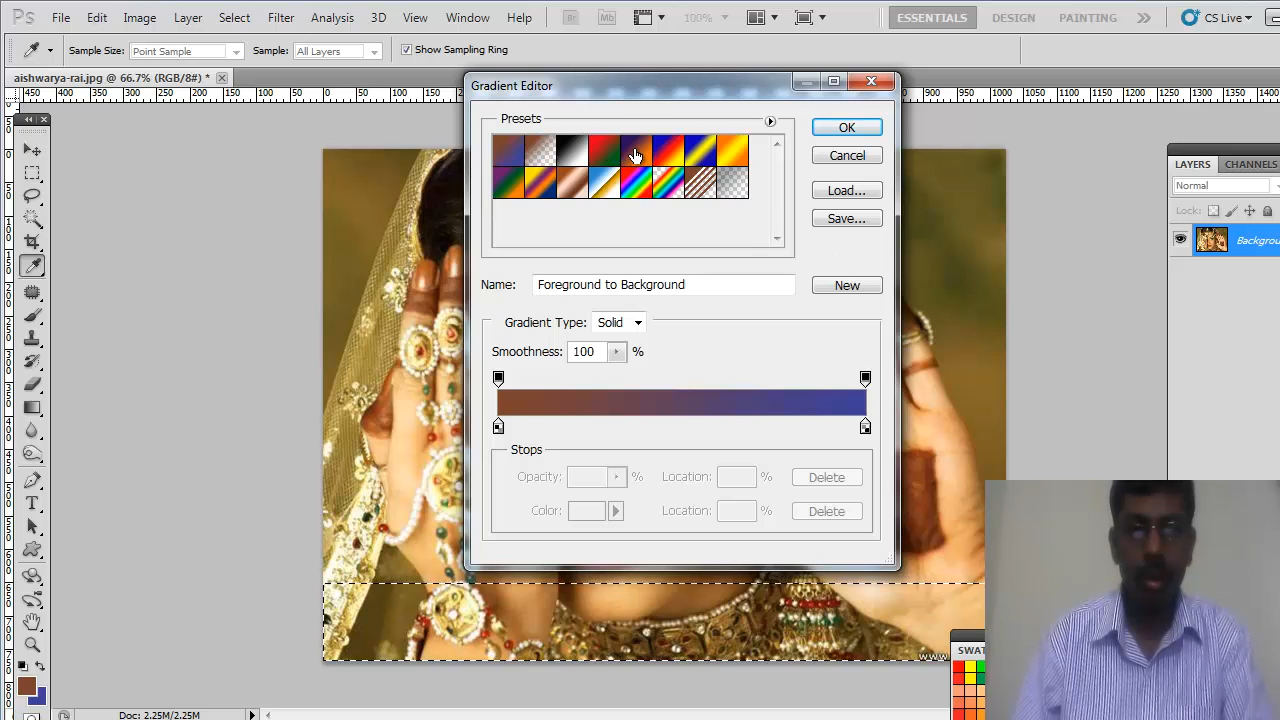 Ps File Edit Image Layer Select Filter Analysis 3D View Window Help Br Mb 100% ESSENTIALS DESIGN PAINTING CS Live
Sample Size: Point Sample Sample: All Layers Show Sampling Ring
aishwarya-rai.jpg @ 66.7% (RGB/8#) *
Gradient Editor
Presets
OK
Cancel
Load...
Save...
Name: Foreground to Background
New
Gradient Type: Solid
Smoothness: 100 %
Stops
Opacity: % Location: % Delete
Color: Location: % Delete
LAYERS CHANNELS
Normal
Lock:
Backgrou
www
SWAT
Doc: 2.25M/2.25M